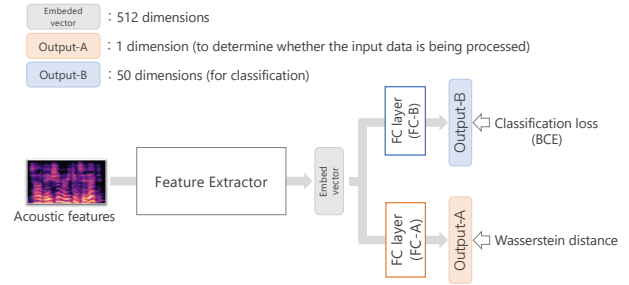 Embeded
vector
: 512 dimensions
Output-A
: 1 dimension (to determine whether the input data is being processed)
Output-B
: 50 dimensions (for classification)
FC layer
(FC-B)
Output-B
Classification loss
(BCE)
Feature Extractor
Embed
vector
Acoustic features
FC layer
(FC-A)
Output-A
Wasserstein distance